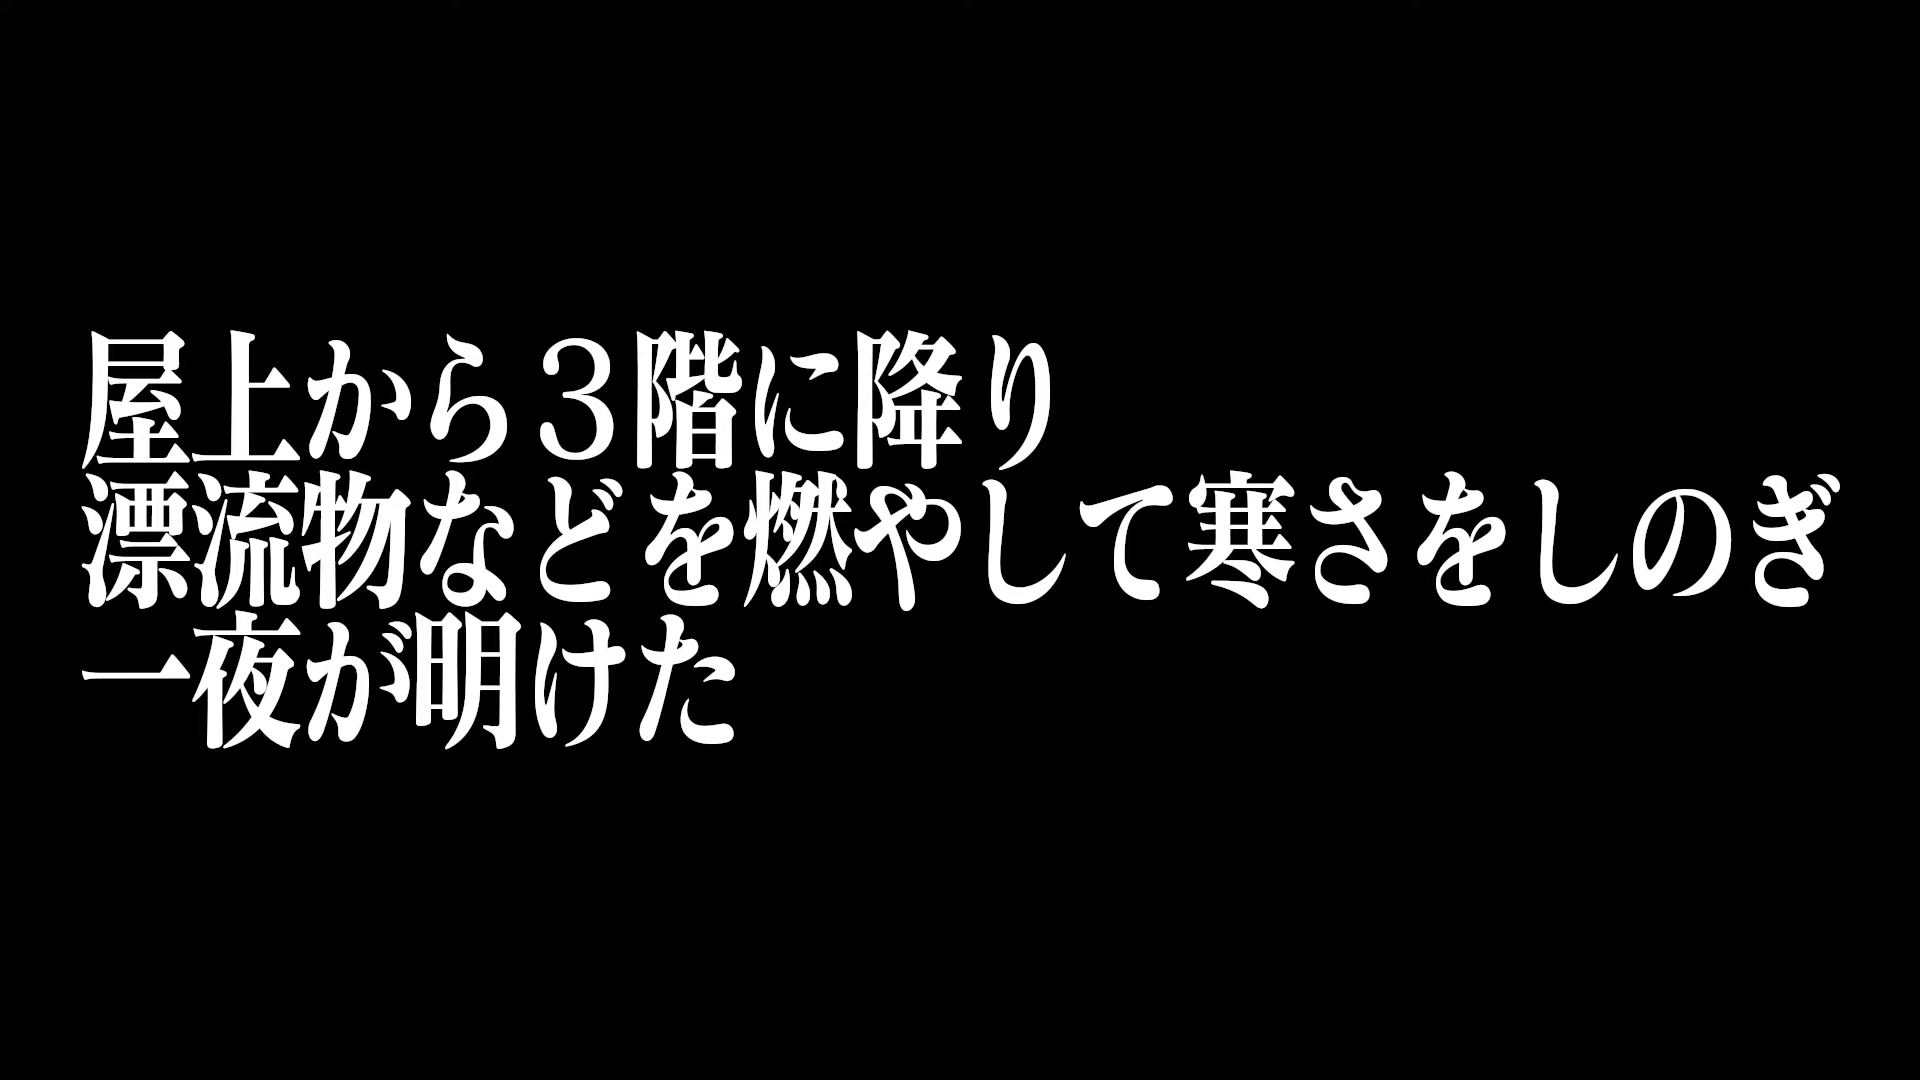 屋上から３階に降り
漂流物などを燃やして寒さをしのぎ
一夜が明けた